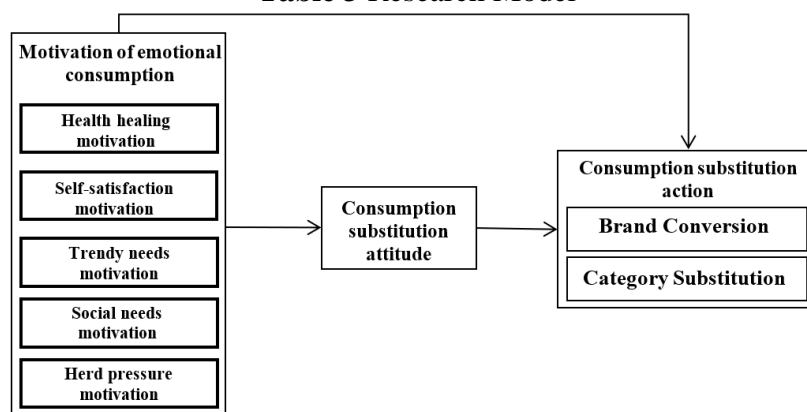 Table 3 Research Model
Motivation of emotional
consumption
Health healing
motivation
Self-satisfaction
motivation
Trendy needs
motivation
Social needs
motivation
Herd pressure
motivation
Consumption
substitution
attitude
Consumption substitution
action
Brand Conversion
Category Substitution